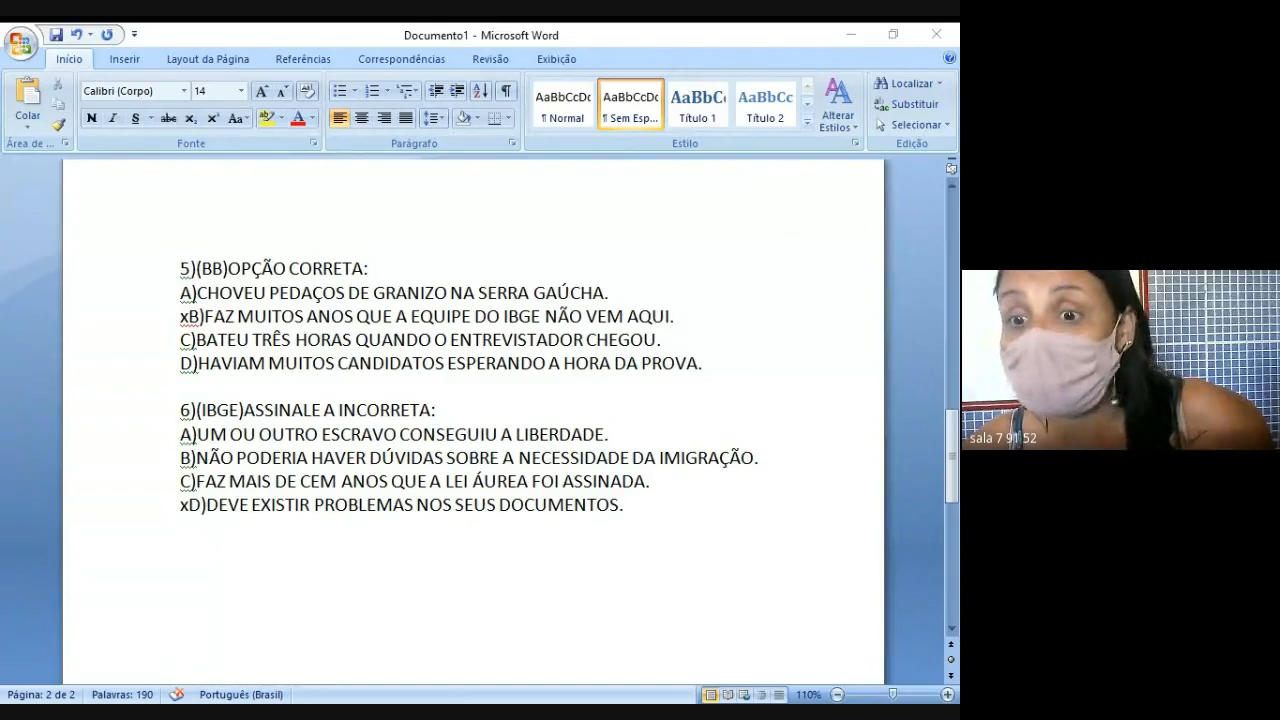 Documento1 - Microsoft Word
Início Inserir Layout da Página Referências Correspondências Revisão Exibição
Colar
Área de...
Calibri (Corpo) 14
Fonte
Parágrafo
AaBbCcDc AaBbCcDc AaBbC AaBbCc
¶ Normal ¶ Sem Esp... Título 1 Título 2
Alterar Estilos
Estilo
Localizar
Substituir
Selecionar
Edição
5)(BB)OPÇÃO CORRETA:
A)CHOVEU PEDAÇOS DE GRANIZO NA SERRA GAÚCHA.
xB)FAZ MUITOS ANOS QUE A EQUIPE DO IBGE NÃO VEM AQUI.
C)BATEU TRÊS HORAS QUANDO O ENTREVISTADOR CHEGOU.
D)HAVIAM MUITOS CANDIDATOS ESPERANDO A HORA DA PROVA.
6)(IBGE)ASSINALE A INCORRETA:
A)UM OU OUTRO ESCRAVO CONSEGUIU A LIBERDADE.
B)NÃO PODERIA HAVER DÚVIDAS SOBRE A NECESSIDADE DA IMIGRAÇÃO.
C)FAZ MAIS DE CEM ANOS QUE A LEI ÁUREA FOI ASSINADA.
xD)DEVE EXISTIR PROBLEMAS NOS SEUS DOCUMENTOS.
sala 7 91 52
Página: 2 de 2 Palavras: 190 Português (Brasil) 110%